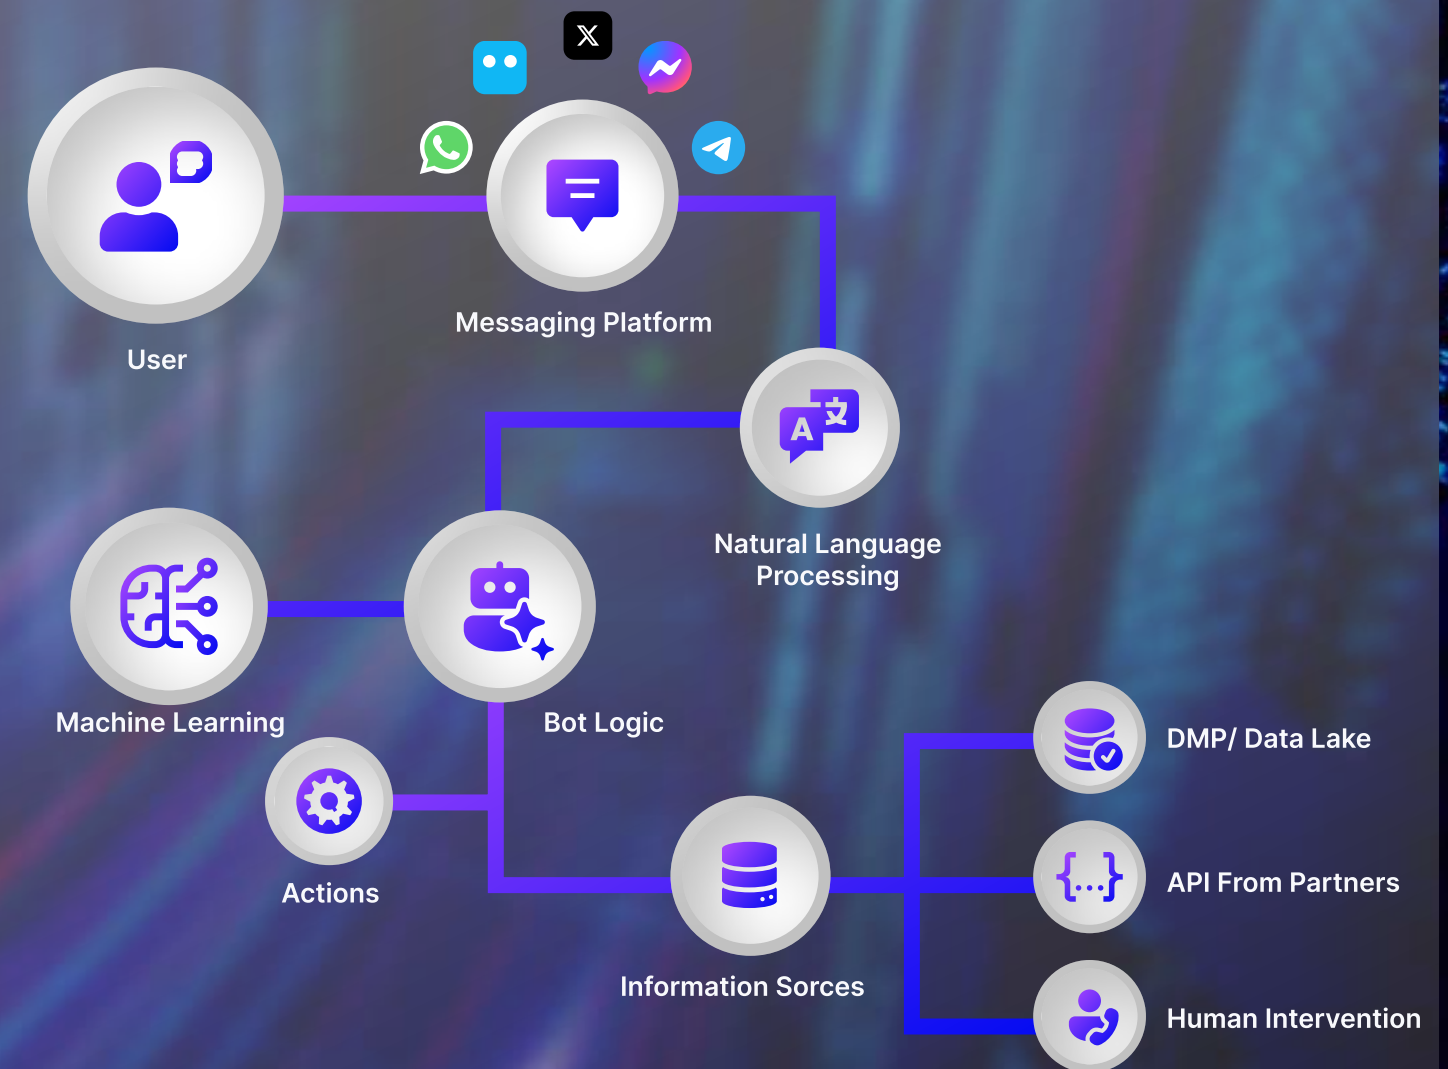 User
Messaging Platform
Natural Language
Processing
Machine Learning
Bot Logic
Actions
Information Sorces
DMP/ Data Lake
API From Partners
Human Intervention